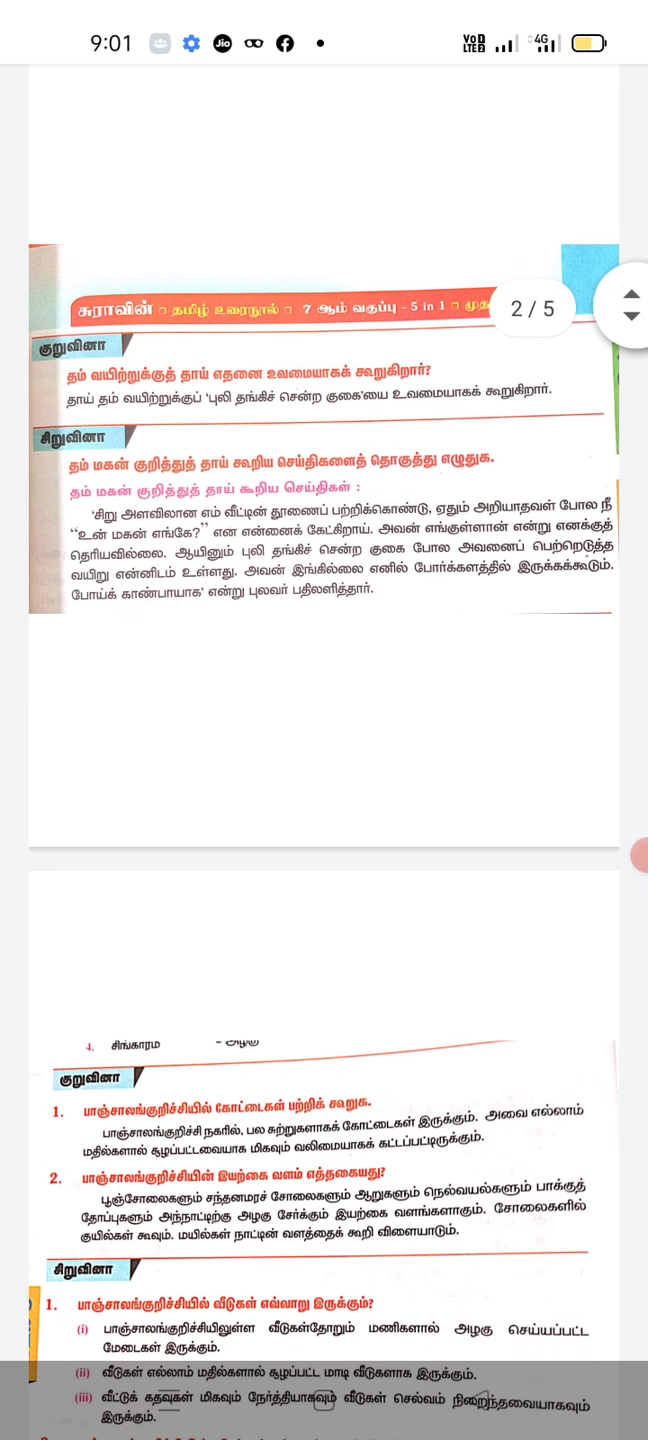 9:01
Jio
VoD LTE2
4G
சுராவின் □ தமிழ் உரைநூல் □ 7 ஆம் வகுப்பு - 5 in 1 □ முத
2 / 5
குறுவினா
தம் வயிற்றுக்குத் தாய் எதனை உவமையாகக் கூறுகிறார்?
தாய் தம் வயிற்றுக்குப் 'புலி தங்கிச் சென்ற குகை'யை உவமையாகக் கூறுகிறார்.
சிறுவினா
தம் மகன் குறித்துத் தாய் கூறிய செய்திகளைத் தொகுத்து எழுதுக.
தம் மகன் குறித்துத் தாய் கூறிய செய்திகள் :
'சிறு அளவிலான எம் வீட்டின் தூணைப் பற்றிக்கொண்டு, ஏதும் அறியாதவள் போல நீ
“உன் மகன் எங்கே?” என என்னைக் கேட்கிறாய். அவன் எங்குள்ளான் என்று எனக்குத்
தெரியவில்லை. ஆயினும் புலி தங்கிச் சென்ற குகை போல அவனைப் பெற்றெடுத்த
வயிறு என்னிடம் உள்ளது. அவன் இங்கில்லை எனில் போர்க்களத்தில் இருக்கக்கூடும்.
போய்க் காண்பாயாக' என்று புலவர் பதிலளித்தார்.
4. சிங்காரம் - அழகு
குறுவினா
1. பாஞ்சாலங்குறிச்சியில் கோட்டைகள் பற்றிக் கூறுக.
பாஞ்சாலங்குறிச்சி நகரில், பல சுற்றுகளாகக் கோட்டைகள் இருக்கும். அவை எல்லாம்
மதில்களால் சூழப்பட்டவையாக மிகவும் வலிமையாகக் கட்டப்பட்டிருக்கும்.
2. பாஞ்சாலங்குறிச்சியின் இயற்கை வளம் எத்தகையது?
பூஞ்சோலைகளும் சந்தனமரச் சோலைகளும் ஆறுகளும் நெல்வயல்களும் பாக்குத்
தோப்புகளும் அந்நாட்டிற்கு அழகு சேர்க்கும் இயற்கை வளங்களாகும். சோலைகளில்
குயில்கள் கூவும். மயில்கள் நாட்டின் வளத்தைக் கூறி விளையாடும்.
சிறுவினா
1. பாஞ்சாலங்குறிச்சியில் வீடுகள் எவ்வாறு இருக்கும்?
(i) பாஞ்சாலங்குறிச்சியிலுள்ள வீடுகள்தோறும் மணிகளால் அழகு செய்யப்பட்ட
மேடைகள் இருக்கும்.
(ii) வீடுகள் எல்லாம் மதில்களால் சூழப்பட்ட மாடி வீடுகளாக இருக்கும்.
(iii) வீட்டுக் கதவுகள் மிகவும் நேர்த்தியாகவும் வீடுகள் செல்வம் நிறைந்தவையாகவும்
இருக்கும்.